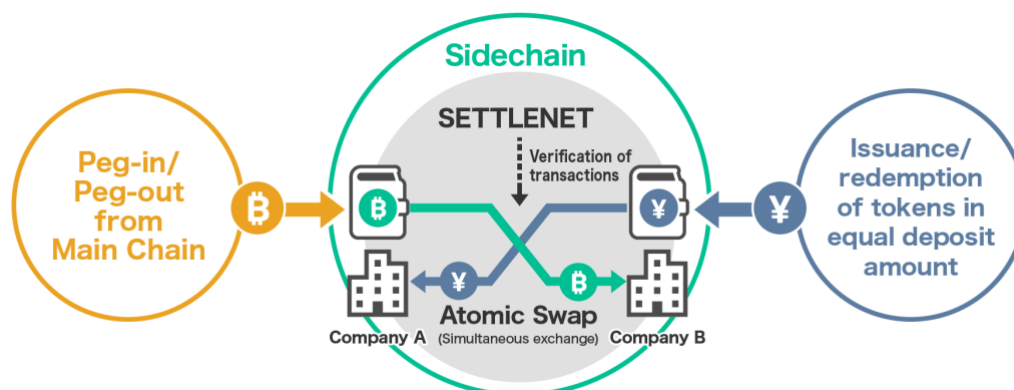 Sidechain
SETTLENET
Verification of
transactions
Peg-in/
Peg-out
from
Main Chain
₿
₿
¥
¥
Issuance/
redemption
of tokens in
equal deposit
amount
¥
₿
Atomic Swap
(Simultaneous exchange)
Company A
Company B